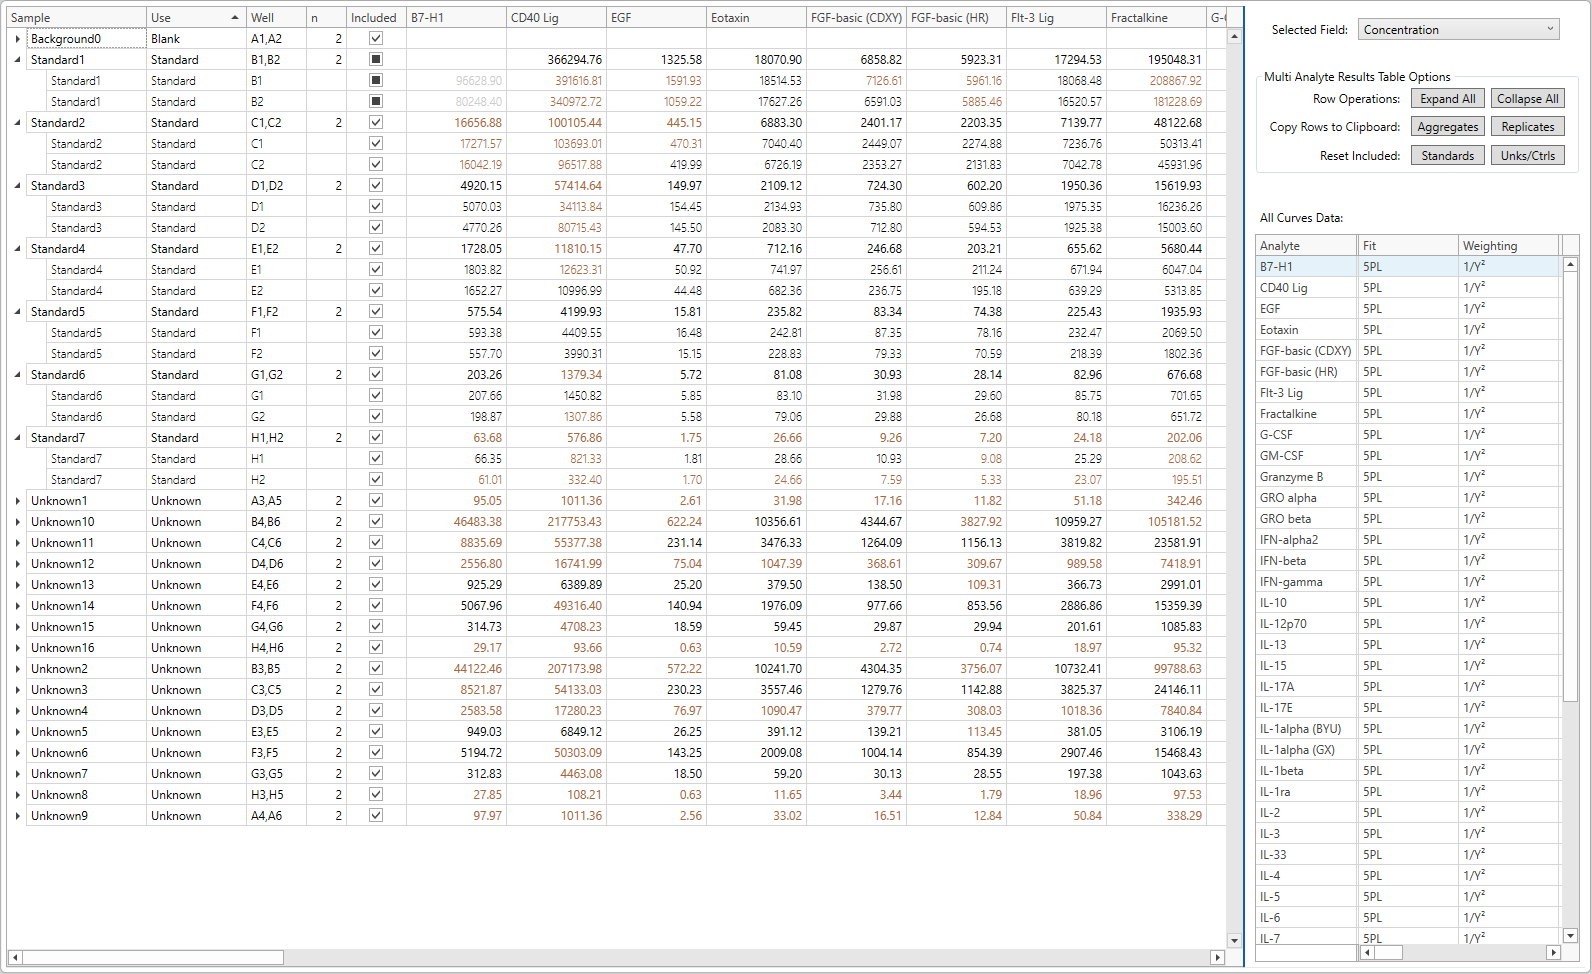 Sample Use Well n Included B7-H1 CD40 Lig EGF Eotaxin FGF-basic (CDXY) FGF-basic (HR) Flt-3 Lig Fractalkine
Background0 Blank A1,A2 2
Standard1 Standard B1,B2 2 366294.76 1325.58 18070.90 6858.82 5923.31 17294.53 195048.31
Standard1 Standard B1 96628.90 391616.81 1591.93 18514.53 7126.61 5961.16 18068.48 208867.92
Standard1 Standard B2 80248.40 340972.72 1059.22 17627.26 6591.03 5885.46 16520.57 181228.69
Standard2 Standard C1,C2 2 16656.88 100105.44 445.15 6883.30 2401.17 2203.35 7139.77 48122.68
Standard2 Standard C1 17271.57 103693.01 470.31 7040.40 2449.07 2274.88 7236.76 50313.41
Standard2 Standard C2 16042.19 96517.88 419.99 6726.19 2353.27 2131.83 7042.78 45931.96
Standard3 Standard D1,D2 2 4920.15 57414.64 149.97 2109.12 724.30 602.20 1950.36 15619.93
Standard3 Standard D1 5070.03 34113.84 154.45 2134.93 735.80 609.86 1975.35 16236.26
Standard3 Standard D2 4770.26 80715.43 145.50 2083.30 712.80 594.53 1925.38 15003.60
Standard4 Standard E1,E2 2 1728.05 11810.15 47.70 712.16 246.68 203.21 655.62 5680.44
Standard4 Standard E1 1803.82 12623.31 50.92 741.97 256.61 211.24 671.94 6047.04
Standard4 Standard E2 1652.27 10996.99 44.48 682.36 236.75 195.18 639.29 5313.85
Standard5 Standard F1,F2 2 575.54 4199.93 15.81 235.82 83.34 74.38 225.43 1935.93
Standard5 Standard F1 593.38 4409.55 16.48 242.81 87.35 78.16 232.47 2069.50
Standard5 Standard F2 557.70 3990.31 15.15 228.83 79.33 70.59 218.39 1802.36
Standard6 Standard G1,G2 2 203.26 1379.34 5.72 81.08 30.93 28.14 82.96 676.68
Standard6 Standard G1 207.66 1450.82 5.85 83.10 31.98 29.60 85.75 701.65
Standard6 Standard G2 198.87 1307.86 5.58 79.06 29.88 26.68 80.18 651.72
Standard7 Standard H1,H2 2 63.68 576.86 1.75 26.66 9.26 7.20 24.18 202.06
Standard7 Standard H1 66.35 821.33 1.81 28.66 10.93 9.08 25.29 208.62
Standard7 Standard H2 61.01 332.40 1.70 24.66 7.59 5.33 23.07 195.51
Unknown1 Unknown A3,A5 2 95.05 1011.36 2.61 31.98 17.16 11.82 51.18 342.46
Unknown10 Unknown B4,B6 2 46483.38 217753.43 622.24 10356.61 4344.67 3827.92 10959.27 105181.52
Unknown11 Unknown C4,C6 2 8835.69 55377.38 231.14 3476.33 1264.09 1156.13 3819.82 23581.91
Unknown12 Unknown D4,D6 2 2556.80 16741.99 75.04 1047.39 368.61 309.67 989.58 7418.91
Unknown13 Unknown E4,E6 2 925.29 6389.89 25.20 379.50 138.50 109.31 366.73 2991.01
Unknown14 Unknown F4,F6 2 5067.96 49316.40 140.94 1976.09 977.66 853.56 2886.86 15359.39
Unknown15 Unknown G4,G6 2 314.73 4708.23 18.59 59.45 29.87 29.94 201.61 1085.83
Unknown16 Unknown H4,H6 2 29.17 93.66 0.63 10.59 2.72 0.74 18.97 95.32
Unknown2 Unknown B3,B5 2 44122.46 207173.98 572.22 10241.70 4304.35 3756.07 10732.41 99788.63
Unknown3 Unknown C3,C5 2 8521.87 54133.03 230.23 3557.46 1279.76 1142.88 3825.37 24146.11
Unknown4 Unknown D3,D5 2 2583.58 17280.23 76.97 1090.47 379.77 308.03 1018.36 7840.84
Unknown5 Unknown E3,E5 2 949.03 6849.12 26.25 391.12 139.21 113.45 381.05 3106.19
Unknown6 Unknown F3,F5 2 5194.72 50303.09 143.25 2009.08 1004.14 854.39 2907.46 15468.43
Unknown7 Unknown G3,G5 2 312.83 4463.08 18.50 59.20 30.13 28.55 197.38 1043.63
Unknown8 Unknown H3,H5 2 27.85 108.21 0.63 11.65 3.44 1.79 18.96 97.53
Unknown9 Unknown A4,A6 2 97.97 1011.36 2.56 33.02 16.51 12.84 50.84 338.29
Selected Field: Concentration
Multi Analyte Results Table Options
Row Operations: Expand All Collapse All
Copy Rows to Clipboard: Aggregates Replicates
Reset Included: Standards Unks/Ctrls
All Curves Data:
Analyte Fit Weighting
B7-H1 5PL 1/Y²
CD40 Lig 5PL 1/Y²
EGF 5PL 1/Y²
Eotaxin 5PL 1/Y²
FGF-basic (CDXY) 5PL 1/Y²
FGF-basic (HR) 5PL 1/Y²
Flt-3 Lig 5PL 1/Y²
Fractalkine 5PL 1/Y²
G-CSF 5PL 1/Y²
GM-CSF 5PL 1/Y²
Granzyme B 5PL 1/Y²
GRO alpha 5PL 1/Y²
GRO beta 5PL 1/Y²
IFN-alpha2 5PL 1/Y²
IFN-beta 5PL 1/Y²
IFN-gamma 5PL 1/Y²
IL-10 5PL 1/Y²
IL-12p70 5PL 1/Y²
IL-13 5PL 1/Y²
IL-15 5PL 1/Y²
IL-17A 5PL 1/Y²
IL-17E 5PL 1/Y²
IL-1alpha (BYU) 5PL 1/Y²
IL-1alpha (GX) 5PL 1/Y²
IL-1beta 5PL 1/Y²
IL-1ra 5PL 1/Y²
IL-2 5PL 1/Y²
IL-3 5PL 1/Y²
IL-33 5PL 1/Y²
IL-4 5PL 1/Y²
IL-5 5PL 1/Y²
IL-6 5PL 1/Y²
IL-7 5PL 1/Y²